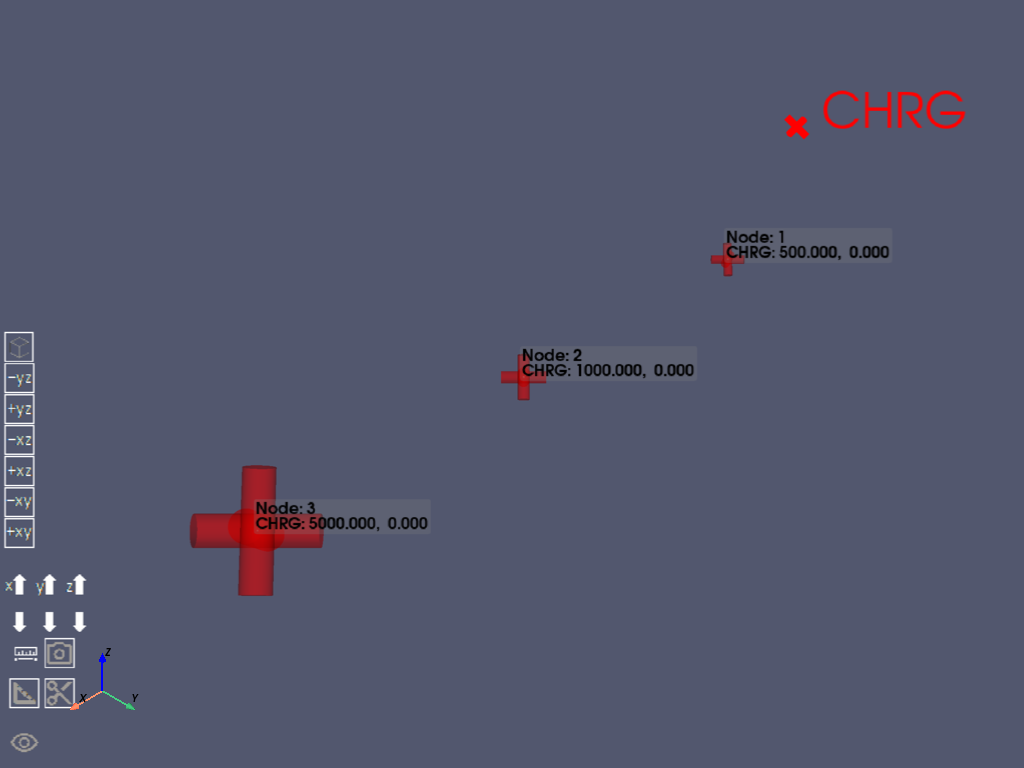 CHRG
Node: 1
CHRG: 500.000, 0.000
Node: 2
CHRG: 1000.000, 0.000
Node: 3
CHRG: 5000.000, 0.000
-yz
+yz
-xz
+xz
-xy
+xy
x y z
Z
X Y